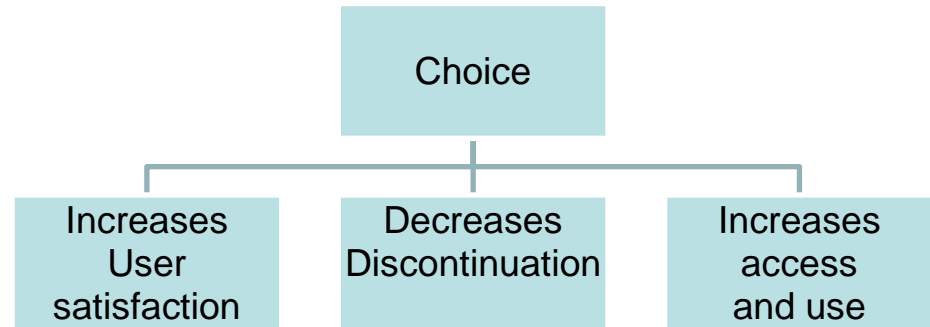 Choice
Increases
User
satisfaction
Decreases
Discontinuation
Increases
access
and use